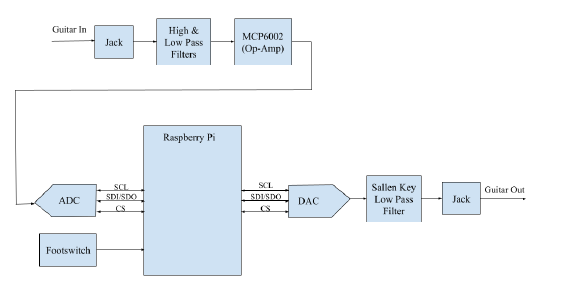 Guitar In
Jack
High &
Low Pass
Filters
MCP6002
(Op-Amp)
Raspberry Pi
ADC
SCL
SDI/SDO
CS
Footswitch
SCL
SDI/SDO
CS
DAC
Sallen Key
Low Pass
Filter
Jack
Guitar Out